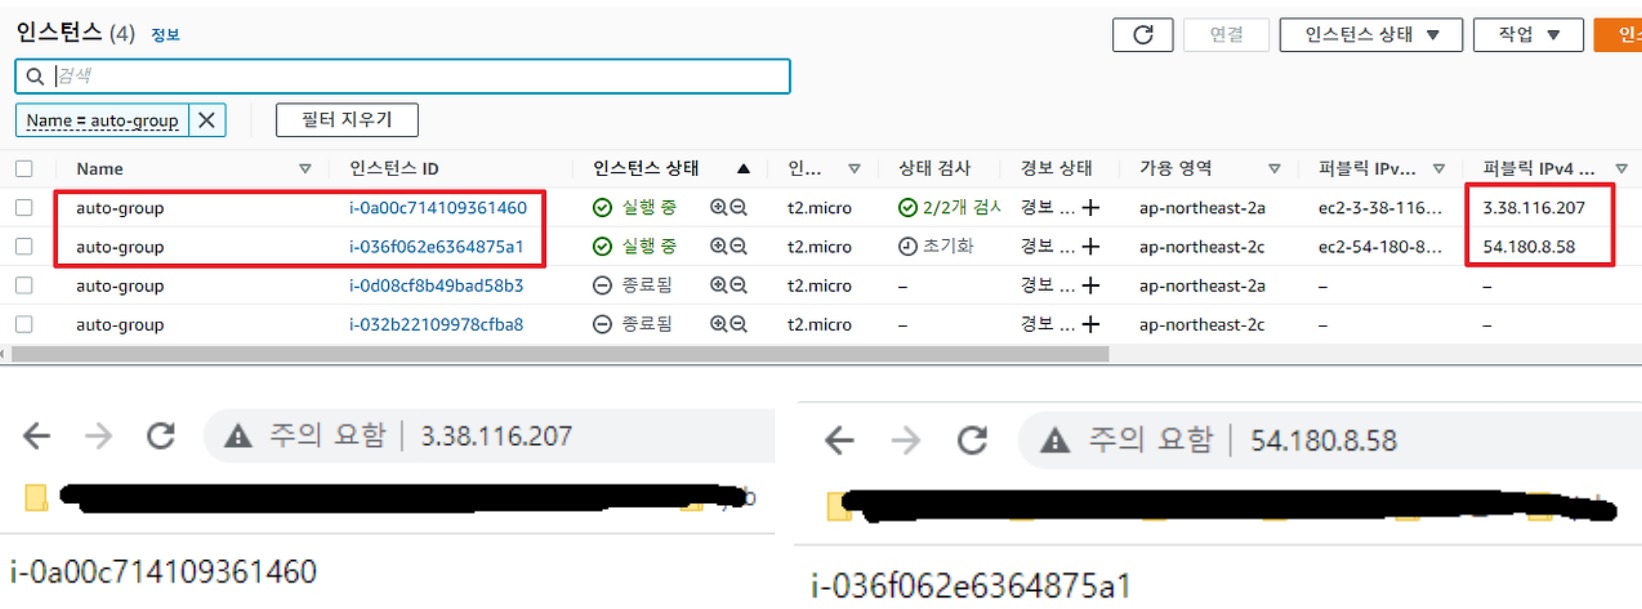 인스턴스 (4) 정보
연결 인스턴스 상태 작업
검색
Name = auto-group 필터 지우기
Name 인스턴스 ID 인스턴스 상태 인... 상태 검사 경보 상태 가용 영역 퍼블릭 IPv... 퍼블릭 IPv4 ...
auto-group i-0a00c714109361460 실행 중 t2.micro 2/2개 검사 경보 ... ap-northeast-2a ec2-3-38-116... 3.38.116.207
auto-group i-036f062e6364875a1 실행 중 t2.micro 초기화 경보 ... ap-northeast-2c ec2-54-180-8... 54.180.8.58
auto-group i-0d08cf8b49bad58b3 종료됨 t2.micro – 경보 ... ap-northeast-2a – –
auto-group i-032b22109978cfba8 종료됨 t2.micro – 경보 ... ap-northeast-2c – –
주의 요함 | 3.38.116.207
주의 요함 | 54.180.8.58
i-0a00c714109361460
i-036f062e6364875a1